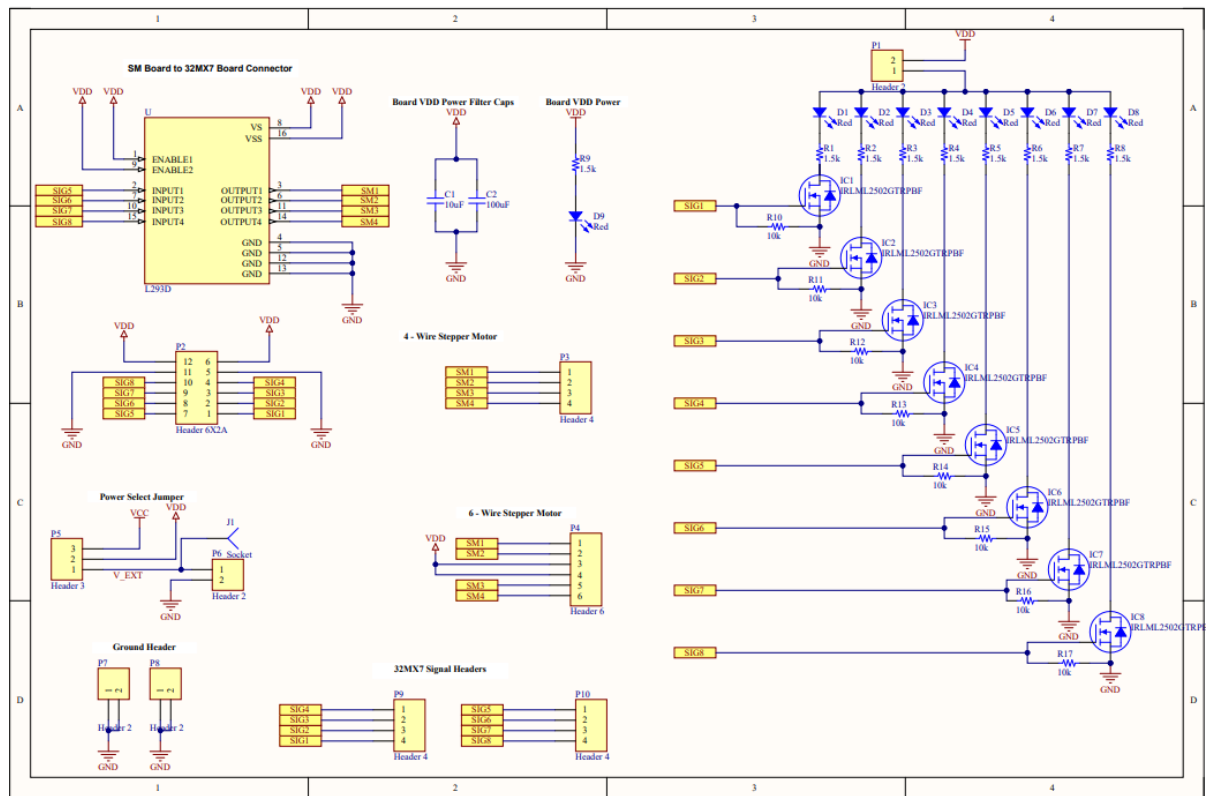 1 2 3 4
A
B
C
D
SM Board to 32MX7 Board Connector
VDD VDD VDD VDD
U
VS 8
VSS 16
1 ENABLE1
9 ENABLE2
SIG5 2 INPUT1 OUTPUT1 3 SM1
SIG6 7 INPUT2 OUTPUT2 6 SM2
SIG7 10 INPUT3 OUTPUT3 11 SM3
SIG8 15 INPUT4 OUTPUT4 14 SM4
GND 4
GND 5
GND 12
GND 13
L293D
GND
Board VDD Power Filter Caps
VDD
C1
10uF
C2
100uF
GND
Board VDD Power
VDD
R9
1.5k
D9
Red
GND
VDD VDD
P2
12 6
11 5
SIG8 10 4 SIG4
SIG7 9 3 SIG3
SIG6 8 2 SIG2
SIG5 7 1 SIG1
Header 6X2A
GND GND
4 - Wire Stepper Motor
P3
SM1 1
SM2 2
SM3 3
SM4 4
Header 4
Power Select Jumper
VCC VDD
J1
Socket
P5
3
2
1
Header 3
V_EXT
P6
1
2
Header 2
GND
6 - Wire Stepper Motor
P4
VDD
SM1 1
SM2 2
3
4
SM3 5
SM4 6
Header 6
Ground Header
P7 P8
1 2 1 2
Header 2 Header 2
GND GND
32MX7 Signal Headers
P9
SIG4 1
SIG3 2
SIG2 3
SIG1 4
Header 4
P10
SIG5 1
SIG6 2
SIG7 3
SIG8 4
Header 4
P1
VDD
2
1
Header 2
D1 D2 D3 D4 D5 D6 D7 D8
Red Red Red Red Red Red Red Red
R1 R2 R3 R4 R5 R6 R7 R8
1.5k 1.5k 1.5k 1.5k 1.5k 1.5k 1.5k 1.5k
IC1
IRLML2502GTRPBF
SIG1
R10
10k
GND
IC2
IRLML2502GTRPBF
SIG2
R11
10k
GND
IC3
IRLML2502GTRPBF
SIG3
R12
10k
GND
IC4
IRLML2502GTRPBF
SIG4
R13
10k
GND
IC5
IRLML2502GTRPBF
SIG5
R14
10k
GND
IC6
IRLML2502GTRPBF
SIG6
R15
10k
GND
IC7
IRLML2502GTRPBF
SIG7
R16
10k
GND
IC8
IRLML2502GTRPBF
SIG8
R17
10k
GND
A
B
C
D
1 2 3 4